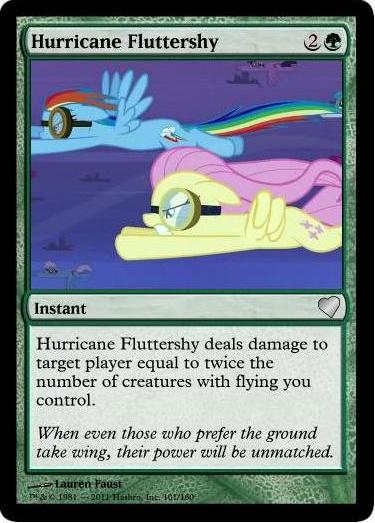 Hurricane Fluttershy 2
Instant
Hurricane Fluttershy deals damage to
target player equal to twice the
number of creatures with flying you
control.
When even those who prefer the ground
take wing, their power will be unmatched.
Lauren Faust
™ & © 1981 — 2011 Hasbro, Inc. 101/160